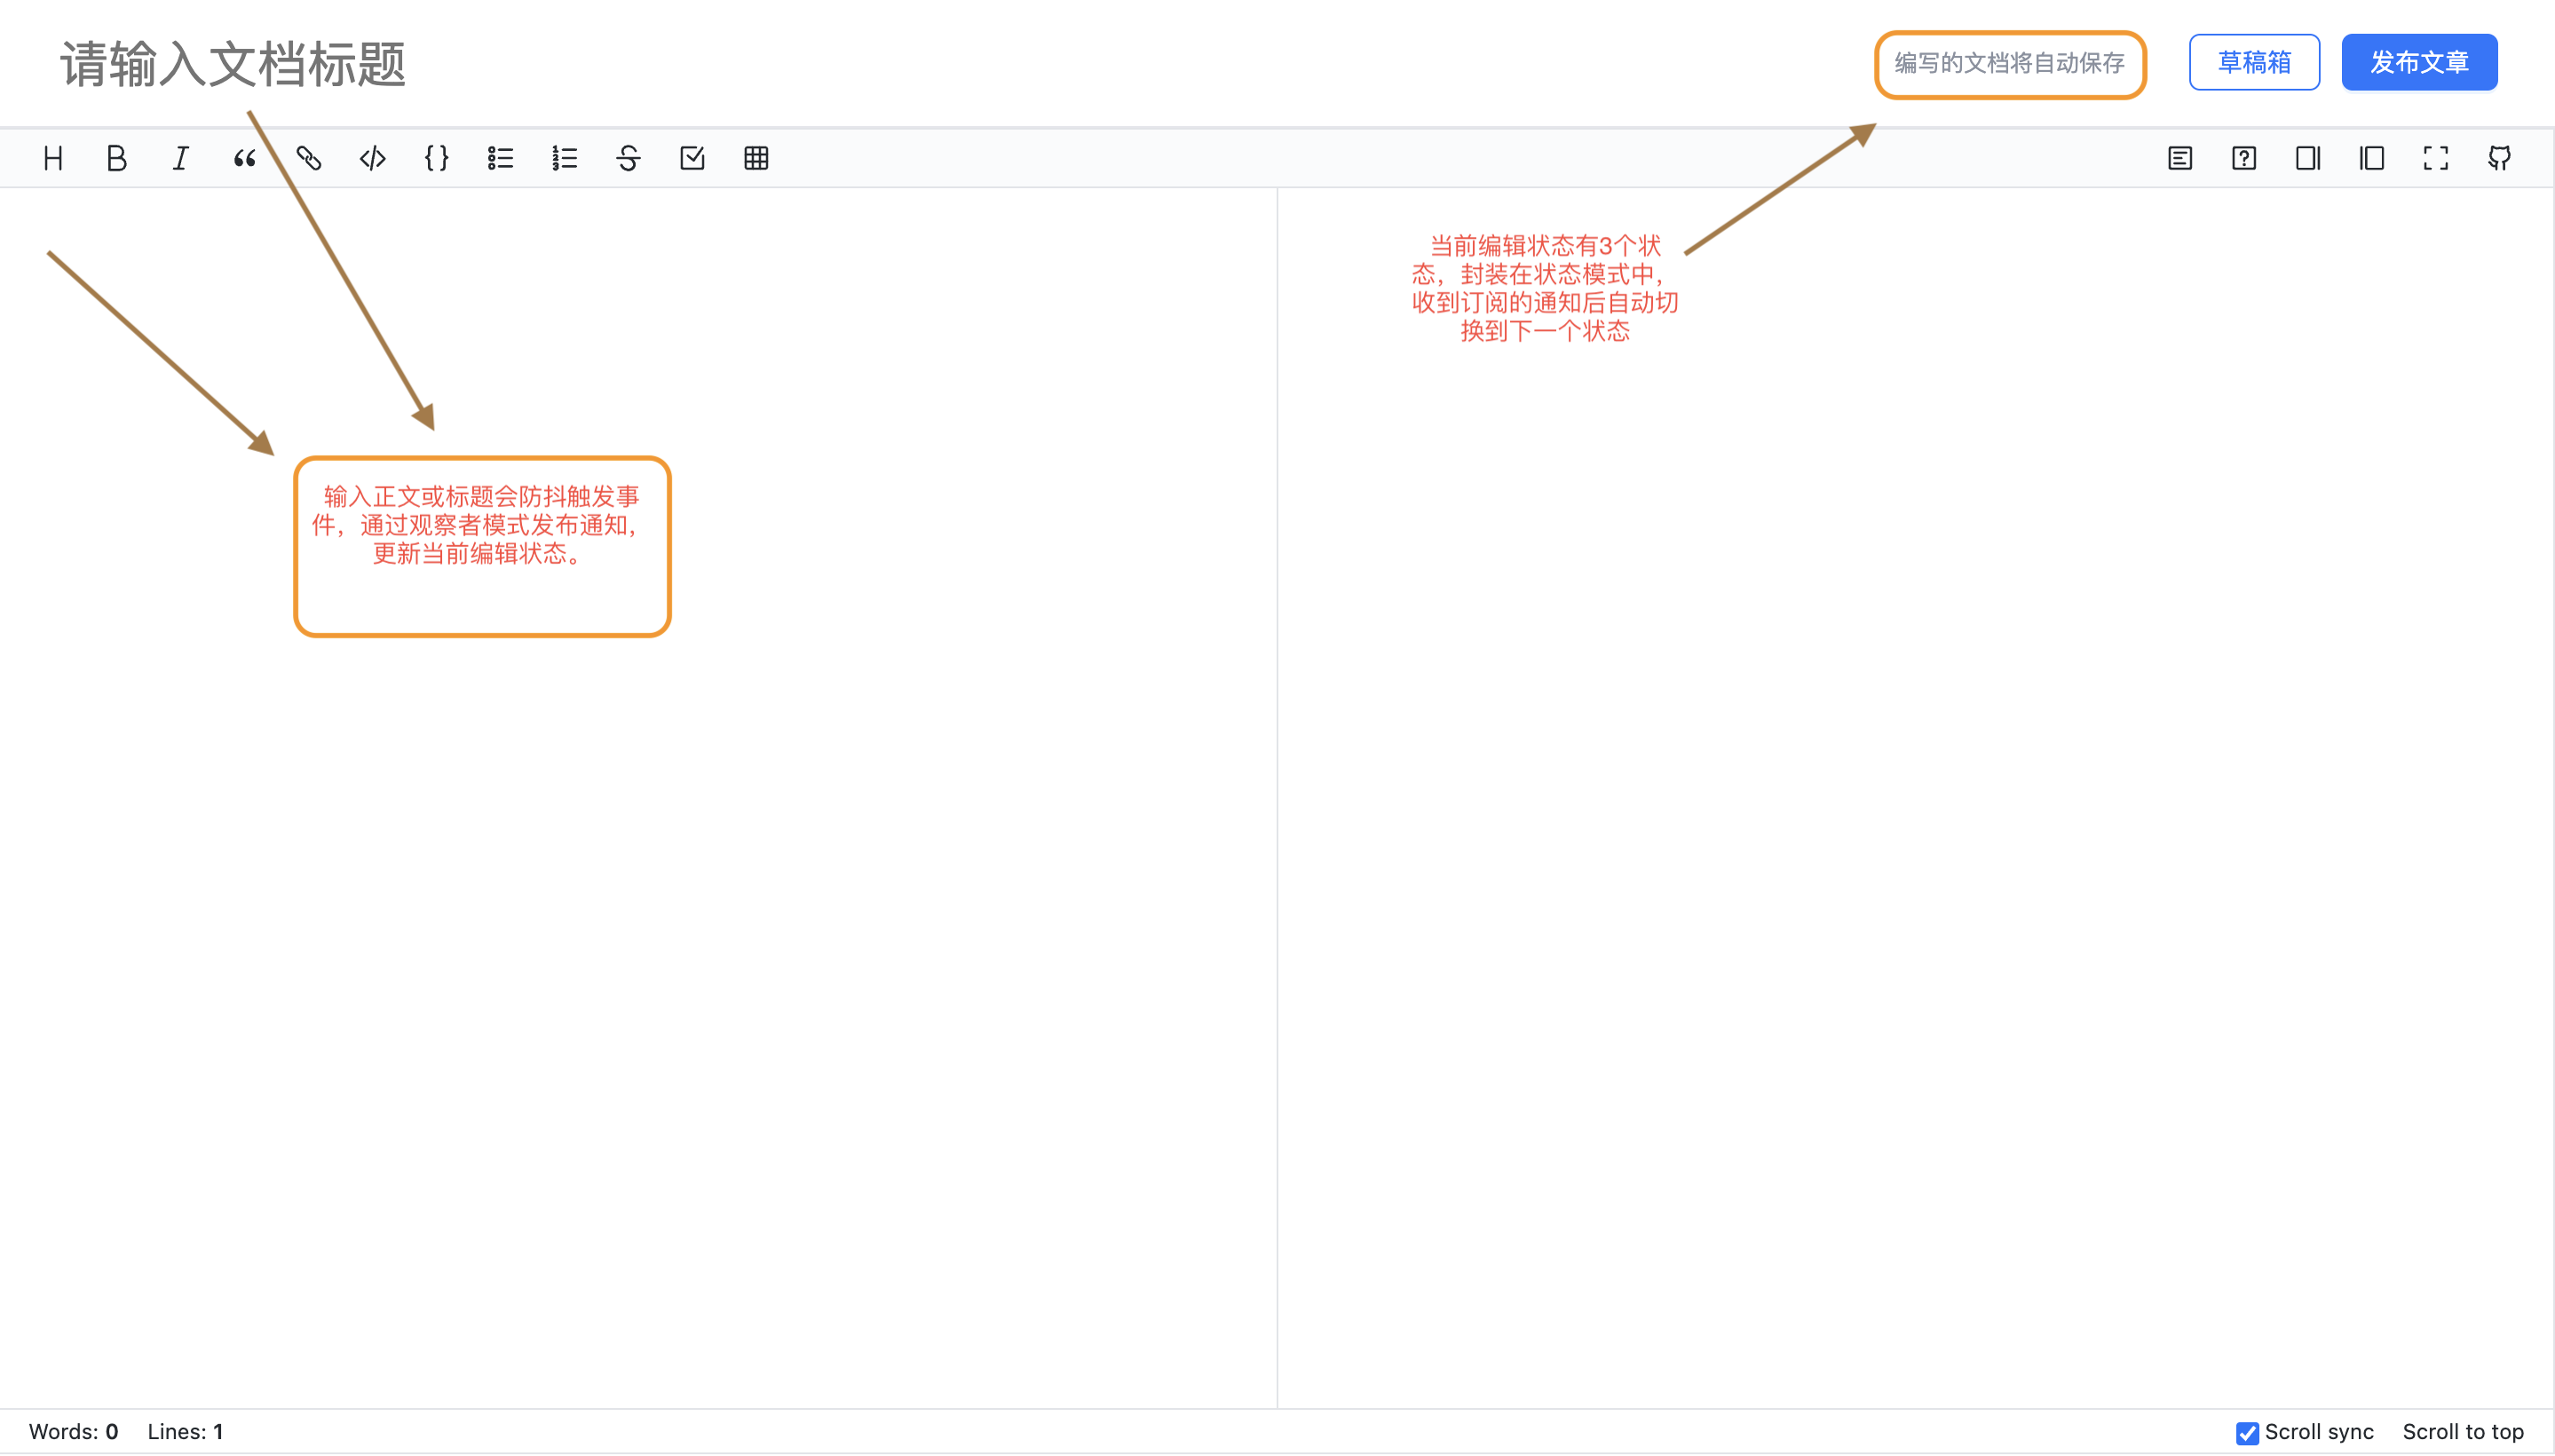 请输入文档标题
编写的文档将自动保存
草稿箱
发布文章
当前编辑状态有3个状
态，封装在状态模式中，
收到订阅的通知后自动切
换到下一个状态
输入正文或标题会防抖触发事
件，通过观察者模式发布通知，
更新当前编辑状态。
Words: 0 Lines: 1
Scroll sync
Scroll to top